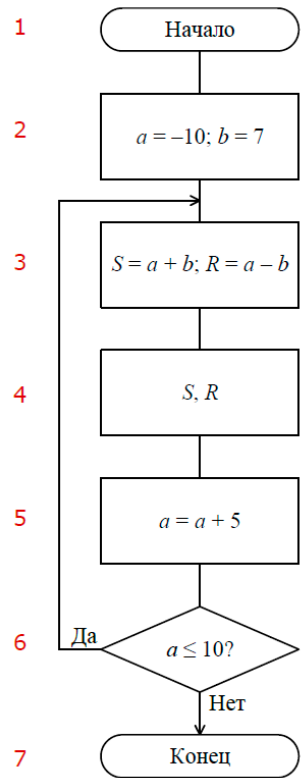 1 Начало
2 a = –10; b = 7
3 S = a + b; R = a – b
4 S, R
5 a = a + 5
6 Да a ≤ 10?
Нет
7 Конец